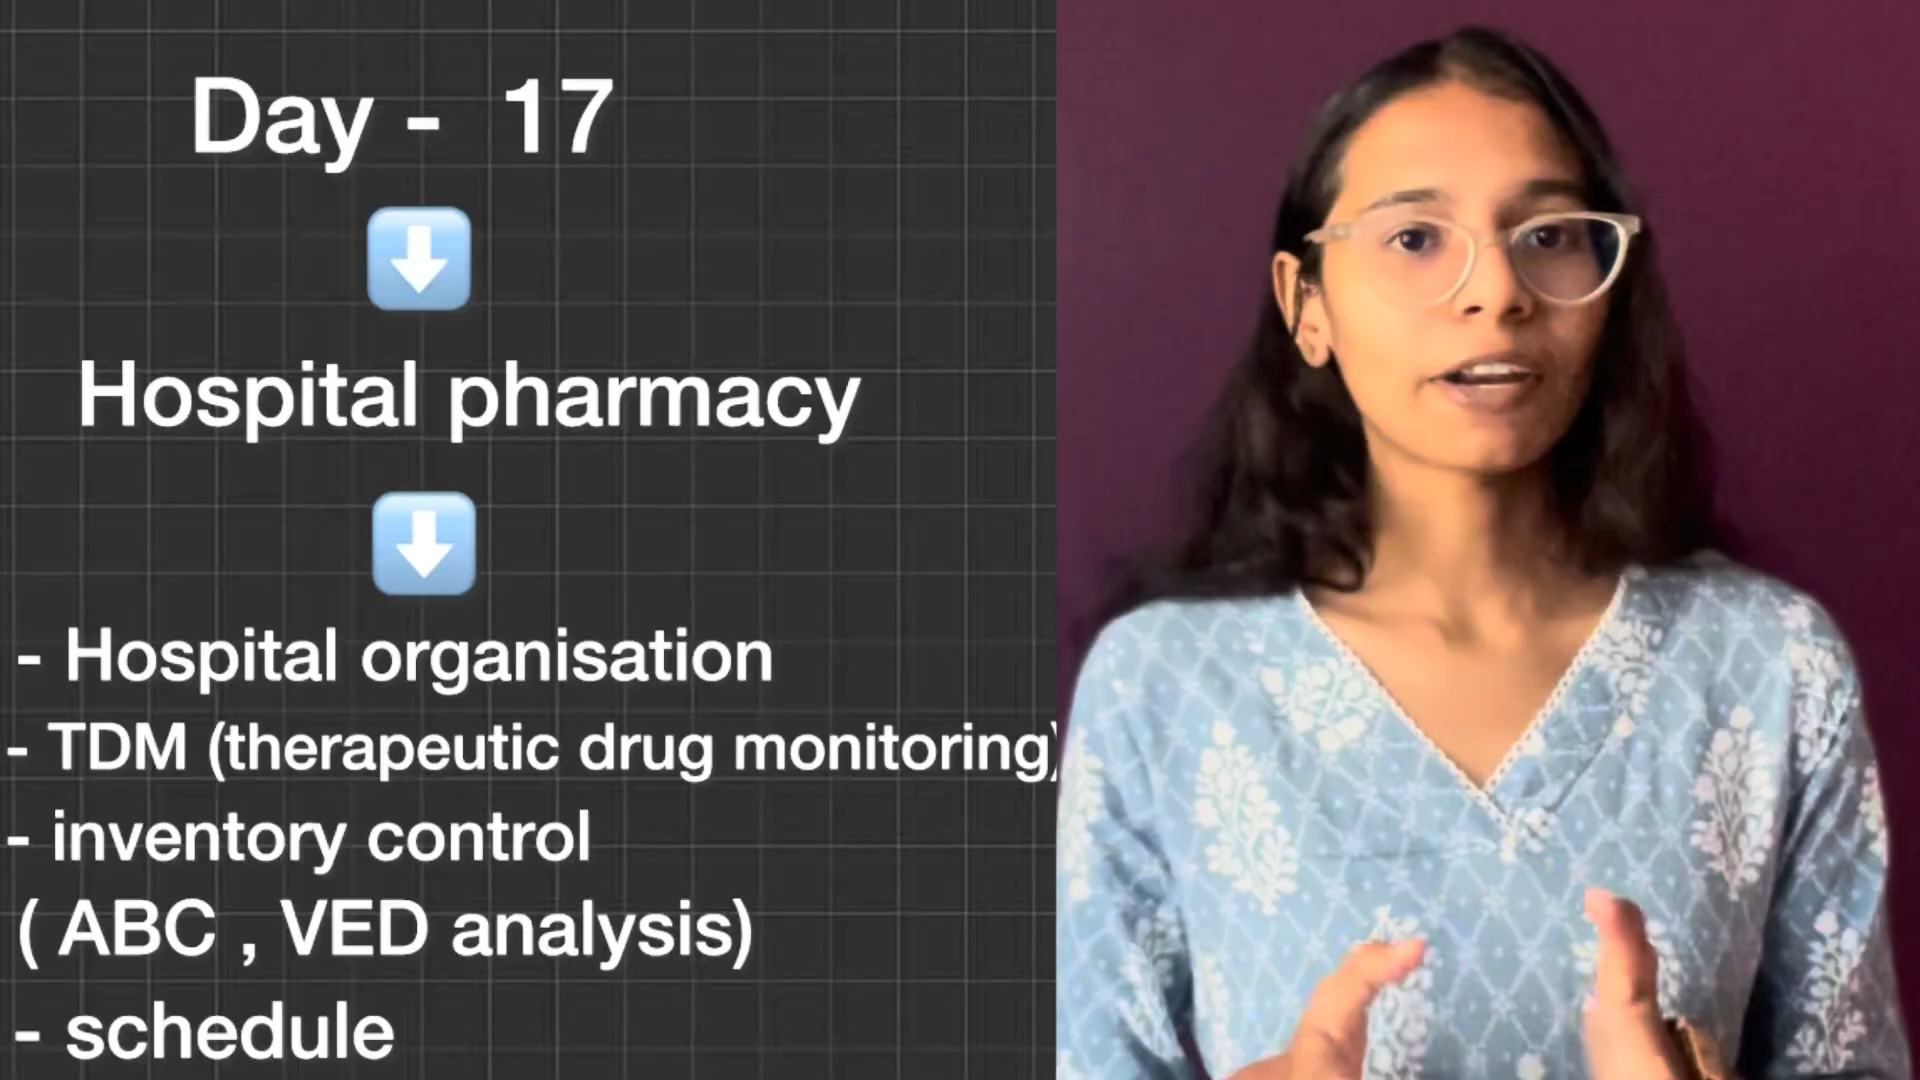 Day - 17
Hospital pharmacy
- Hospital organisation
- TDM (therapeutic drug monitoring)
- inventory control
( ABC , VED analysis)
- schedule